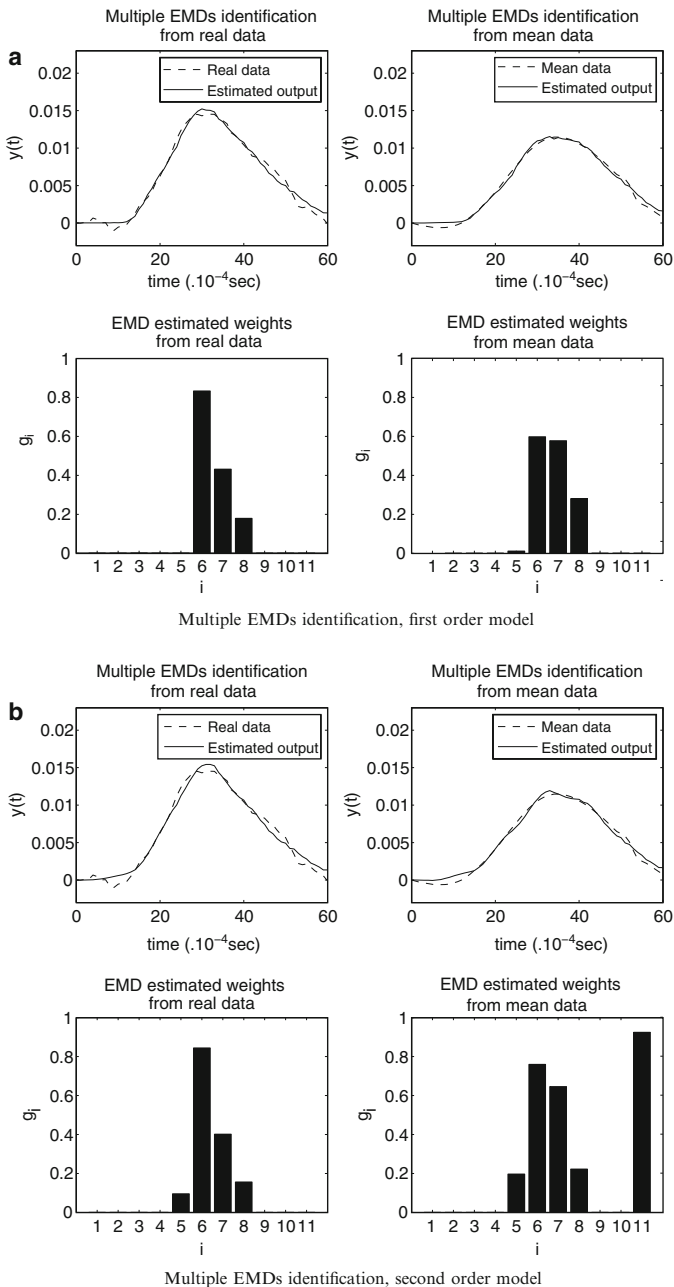 a
Multiple EMDs identification
from real data
0.02
0.015
0.01
0.005
0
y(t)
Real data
Estimated output
0 20 40 60
time (.10⁻⁴sec)
Multiple EMDs identification
from mean data
0.02
0.015
0.01
0.005
0
y(t)
Mean data
Estimated output
0 20 40 60
time (.10⁻⁴sec)
EMD estimated weights
from real data
1
0.8
0.6
0.4
0.2
0
gᵢ
1 2 3 4 5 6 7 8 9 10 11
i
EMD estimated weights
from mean data
1
0.8
0.6
0.4
0.2
0
gᵢ
1 2 3 4 5 6 7 8 9 10 11
i
Multiple EMDs identification, first order model
b
Multiple EMDs identification
from real data
0.02
0.015
0.01
0.005
0
y(t)
Real data
Estimated output
0 20 40 60
time (.10⁻⁴sec)
Multiple EMDs identification
from mean data
0.02
0.015
0.01
0.005
0
y(t)
Mean data
Estimated output
0 20 40 60
time (.10⁻⁴sec)
EMD estimated weights
from real data
1
0.8
0.6
0.4
0.2
0
gᵢ
1 2 3 4 5 6 7 8 9 10 11
i
EMD estimated weights
from mean data
1
0.8
0.6
0.4
0.2
0
gᵢ
1 2 3 4 5 6 7 8 9 10 11
i
Multiple EMDs identification, second order model